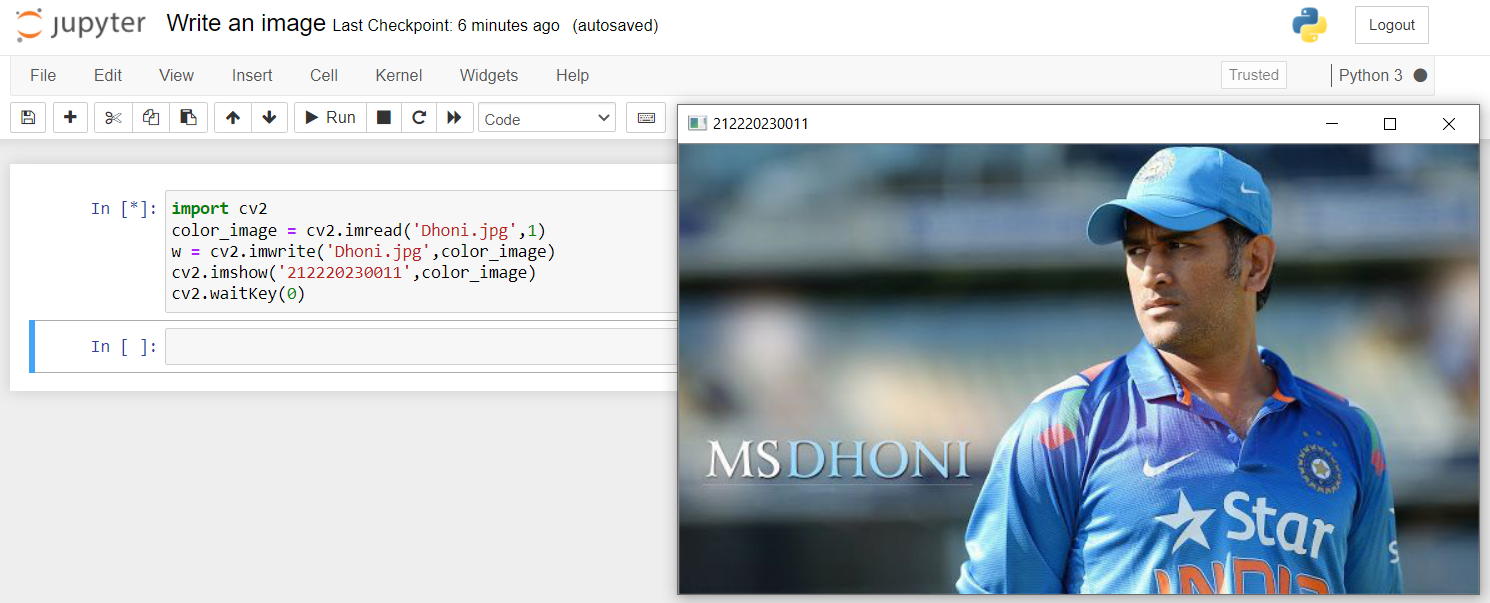 jupyter Write an image Last Checkpoint: 6 minutes ago (autosaved) Logout
File Edit View Insert Cell Kernel Widgets Help Trusted Python 3
Run Code
212220230011
In [*]: import cv2
color_image = cv2.imread('Dhoni.jpg',1)
w = cv2.imwrite('Dhoni.jpg',color_image)
cv2.imshow('212220230011',color_image)
cv2.waitKey(0)
In [ ]:
MS DHONI
Star
INDIA